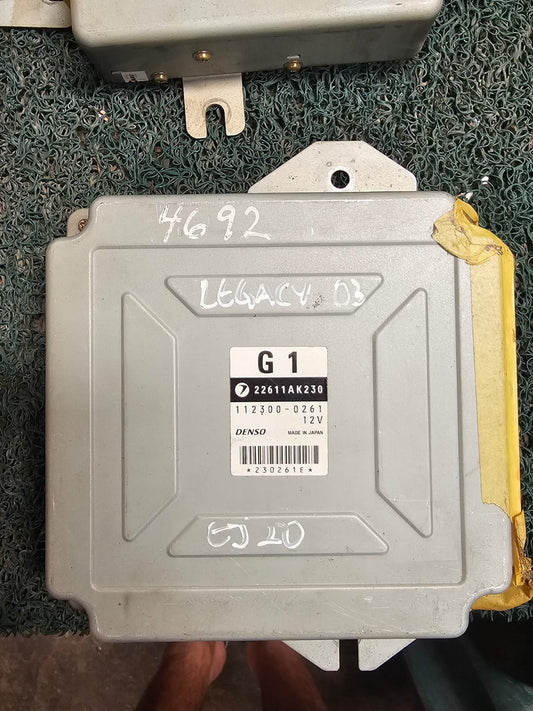 4692
LEGACY 03
G 1
22611AK230
112300-0261
12V
DENSO MADE IN JAPAN
*230261E*
EJ20